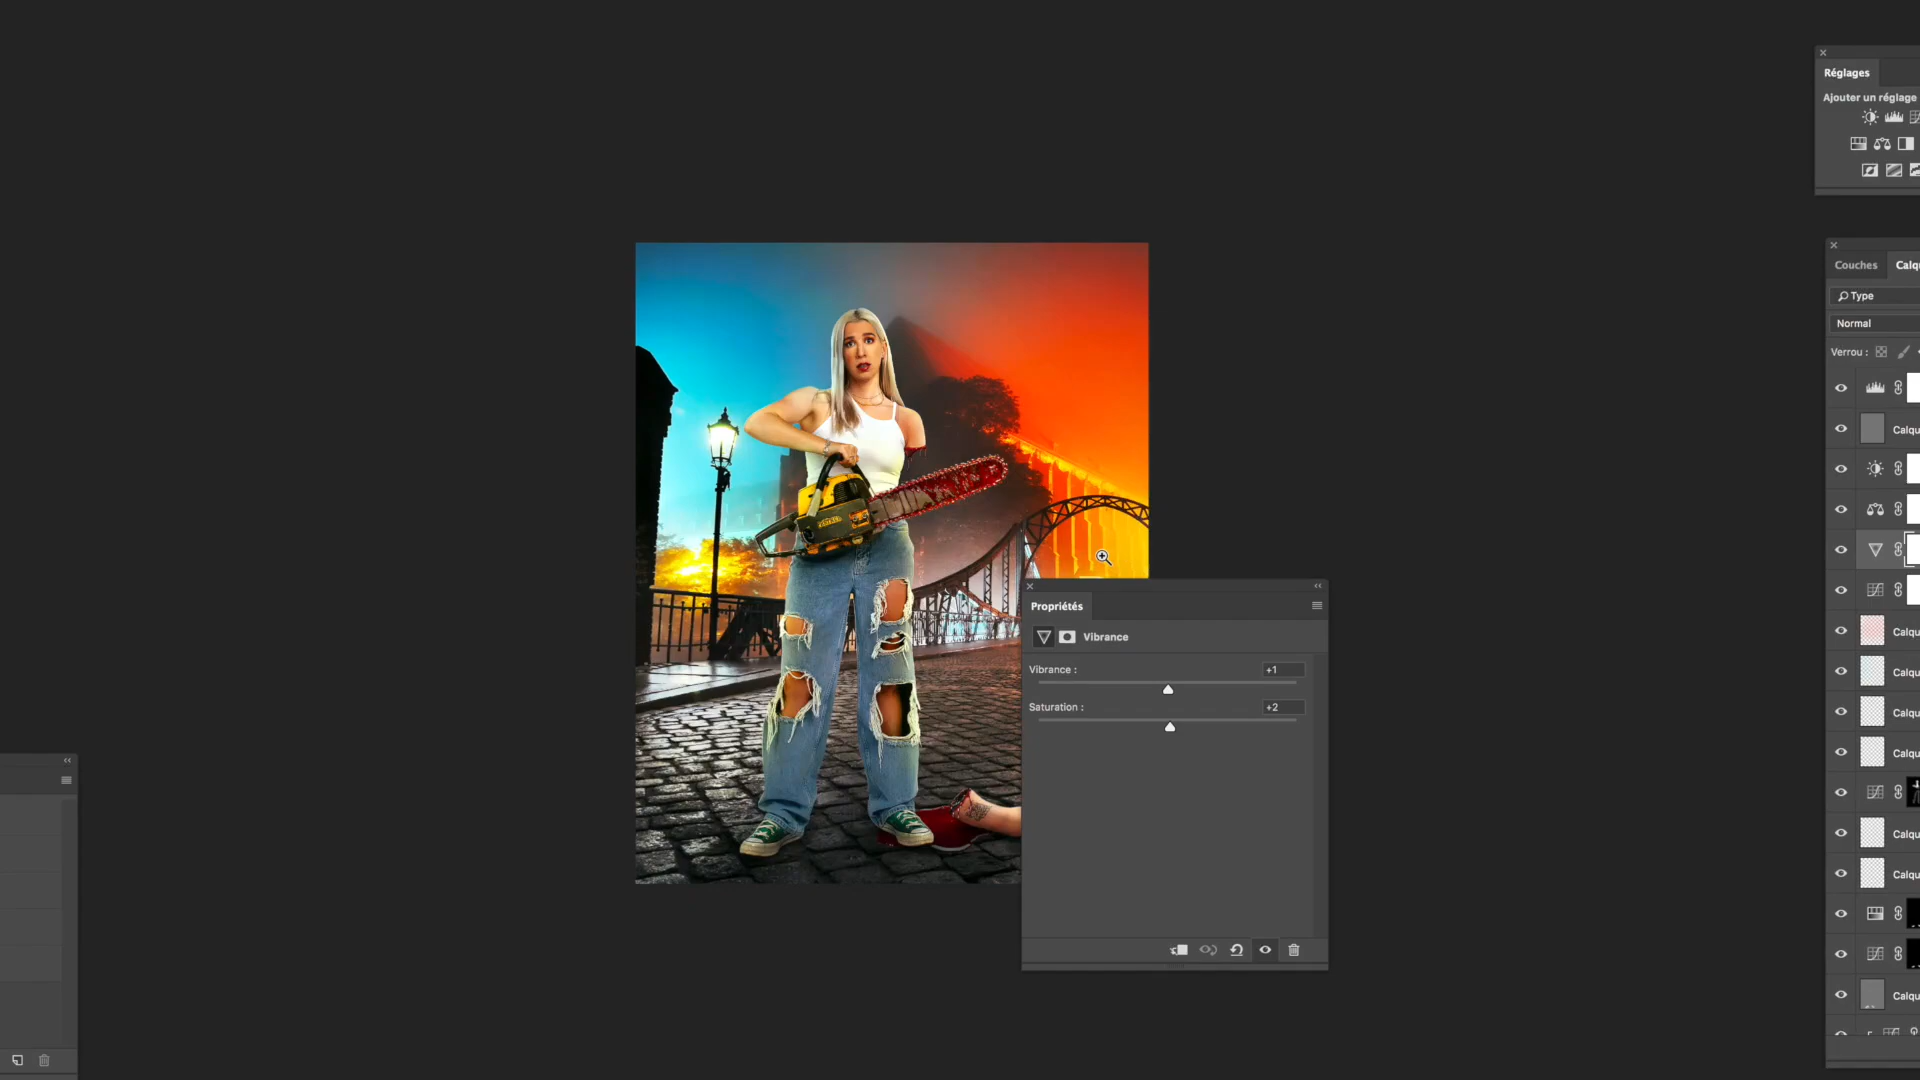 Réglages
Ajouter un réglage
Couches
Calqu
Type
Normal
Verrou :
Calqu
Calqu
Calqu
Calqu
Calqu
Calqu
Calqu
Calqu
Propriétés
Vibrance
Vibrance :
+1
Saturation :
+2